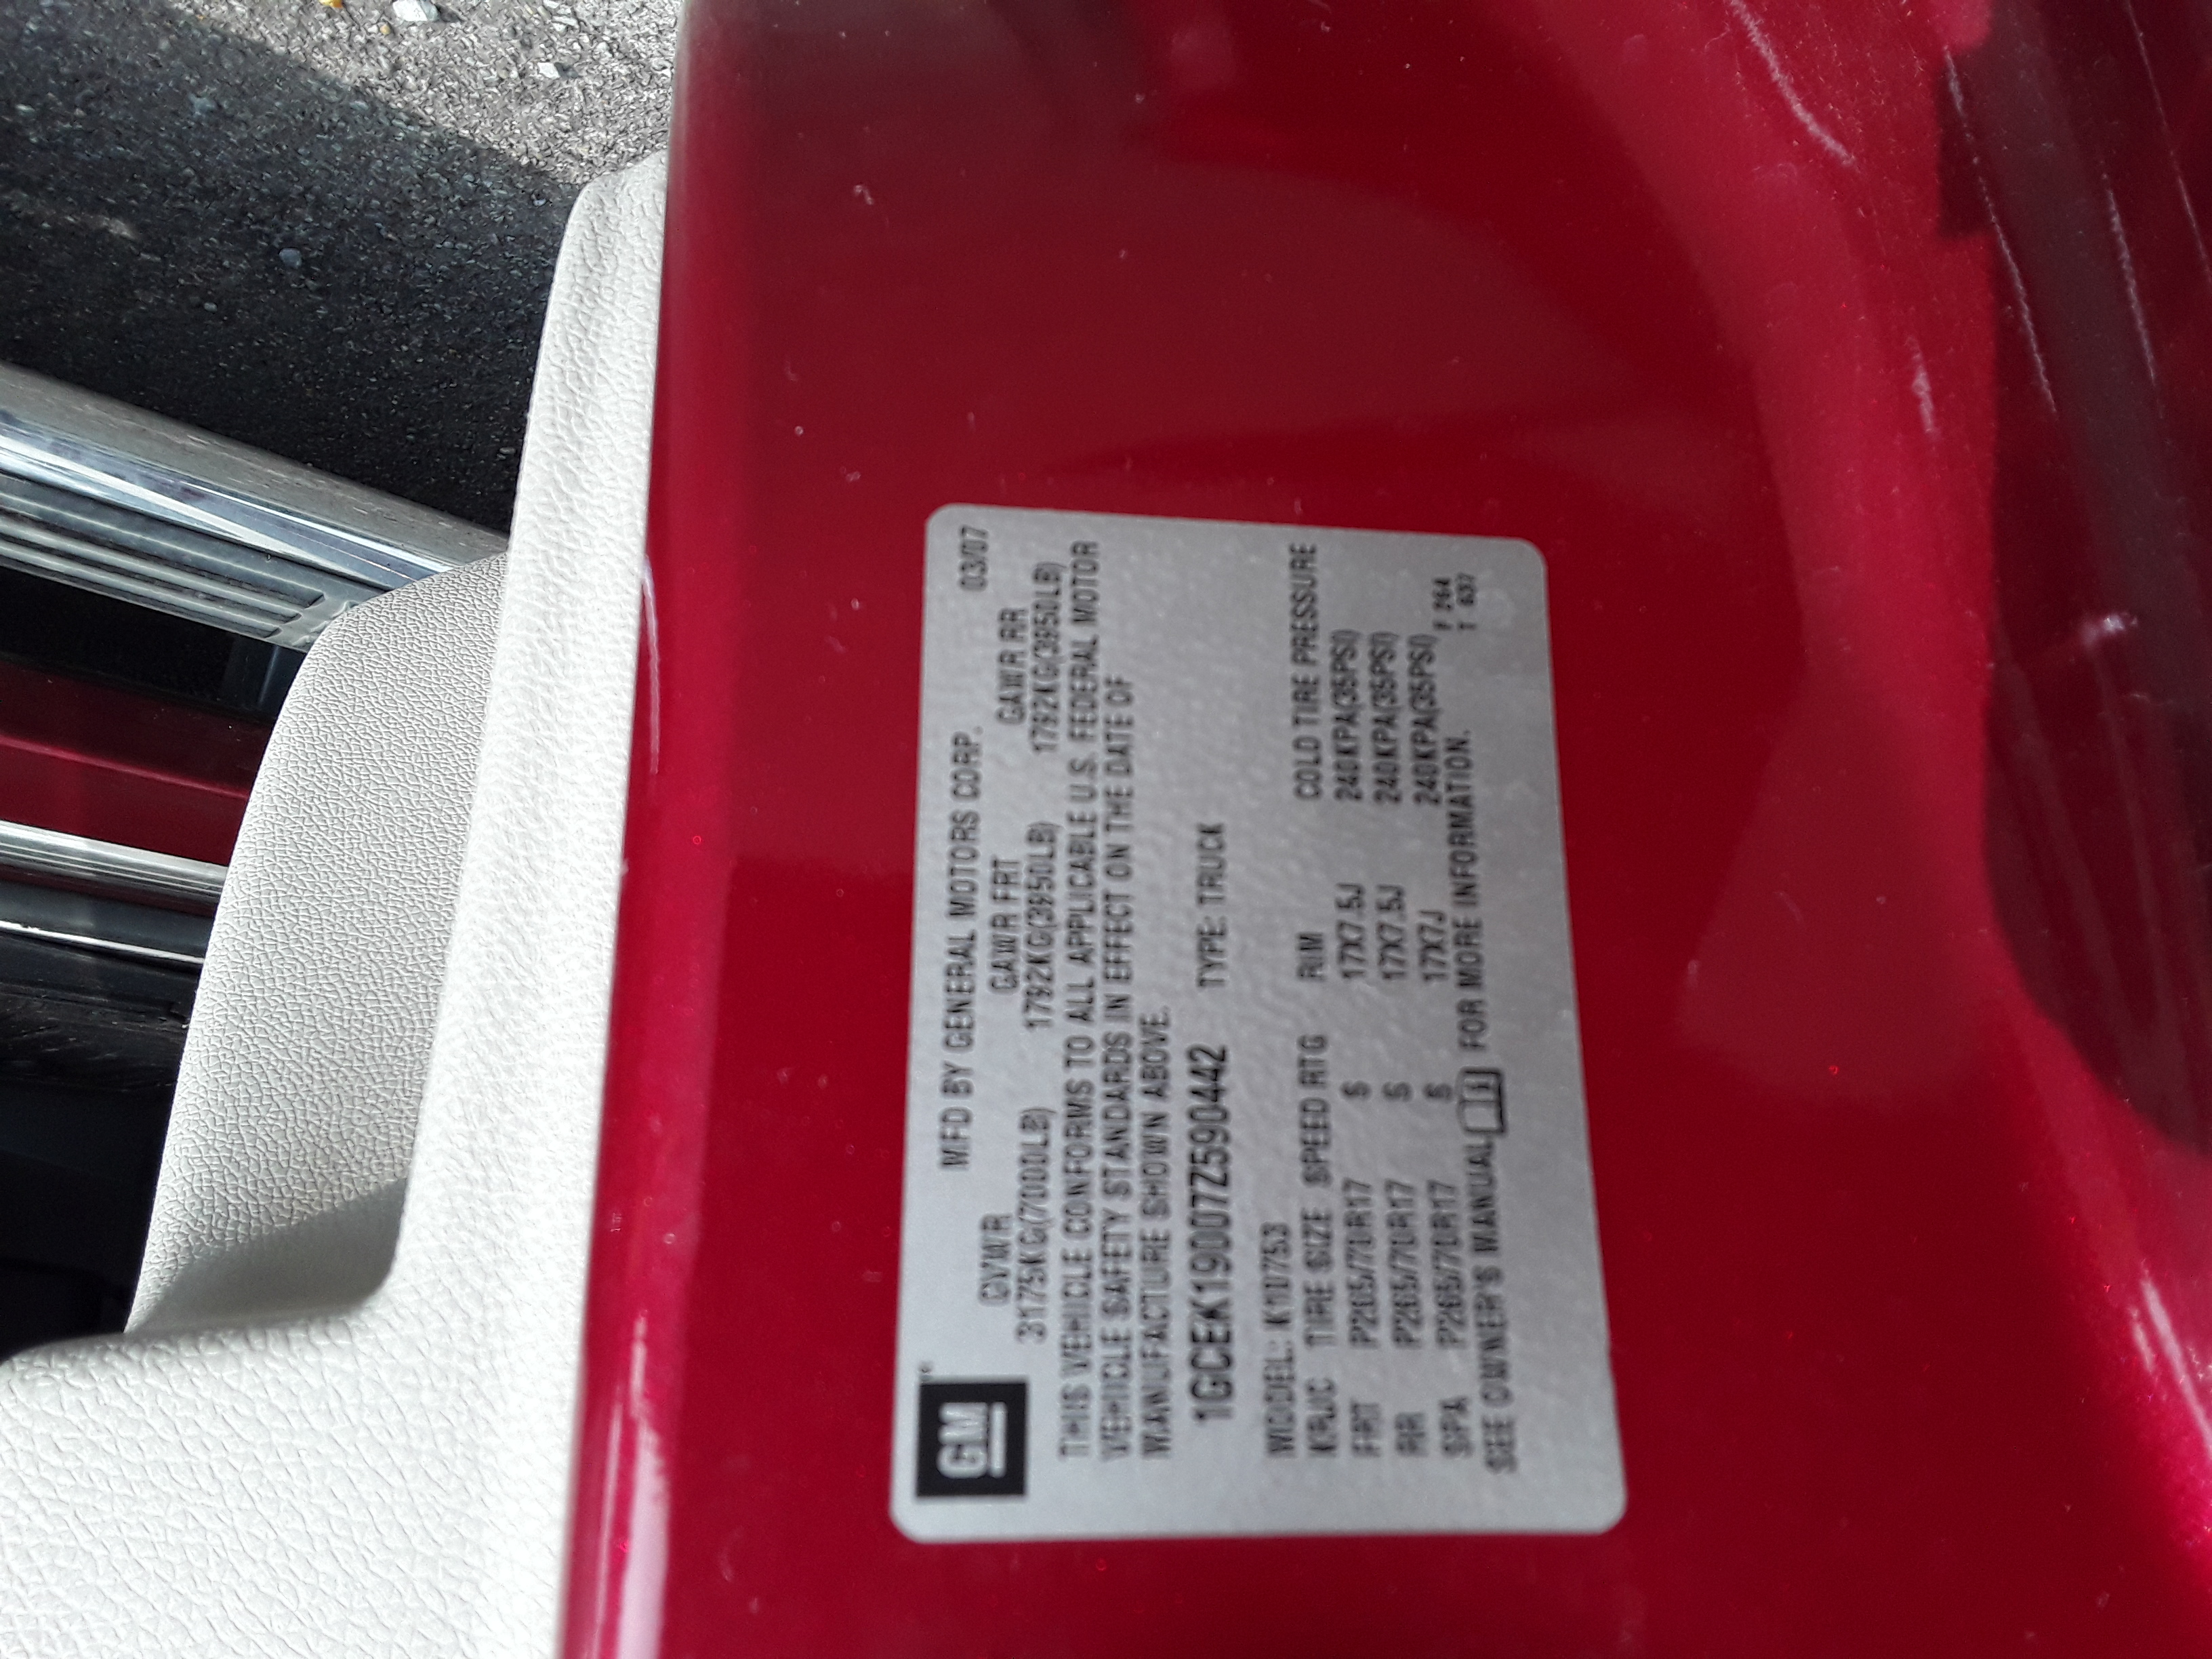 GM
MFD BY GENERAL MOTORS CORP. 03/07
GVWR GAWR FRT GAWR RR
3175KG(7000LB) 1792KG(3950LB) 1792KG(3950LB)
THIS VEHICLE CONFORMS TO ALL APPLICABLE U.S. FEDERAL MOTOR
VEHICLE SAFETY STANDARDS IN EFFECT ON THE DATE OF
MANUFACTURE SHOWN ABOVE.
1GCEK19007Z590442 TYPE: TRUCK
MODEL: K10753
TIRE SIZE SPEED RTG RIM COLD TIRE PRESSURE
FRT P265/70R17 S 17X7.5J 240KPA(35PSI)
RR P265/70R17 S 17X7.5J 240KPA(35PSI)
SPA P265/70R17 S 17X7J 240KPA(35PSI)
SEE OWNER'S MANUAL FOR MORE INFORMATION.
F 264
T 637